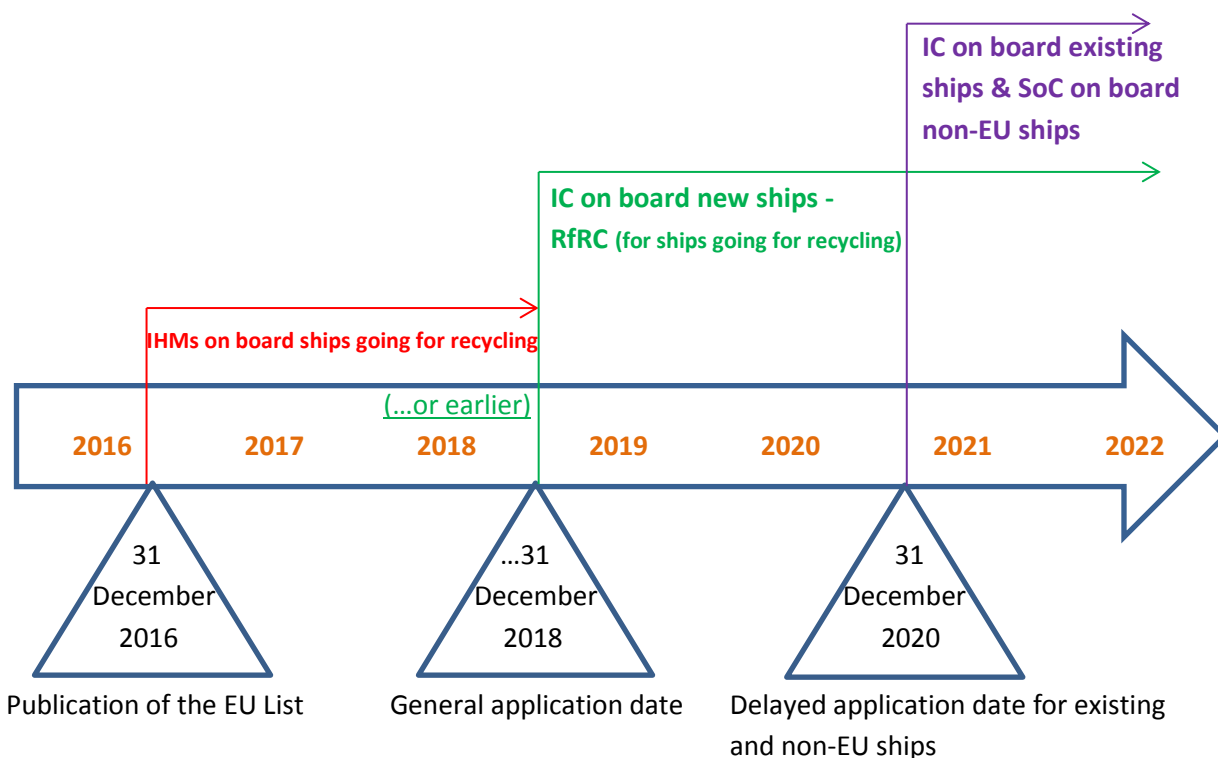 IC on board existing
ships & SoC on board
non-EU ships
IC on board new ships -
RfRC (for ships going for recycling)
IHMs on board ships going for recycling
(...or earlier)
2016 2017 2018 2019 2020 2021 2022
31
December
2016
...31
December
2018
31
December
2020
Publication of the EU List
General application date
Delayed application date for existing
and non-EU ships